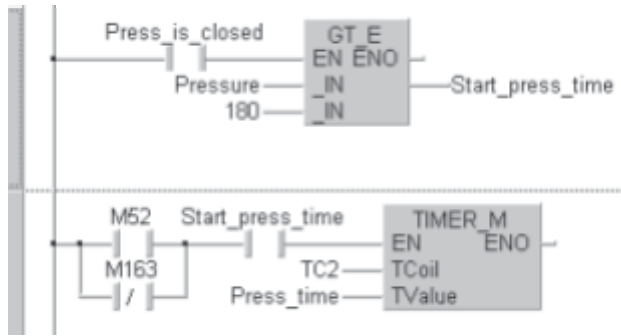 Press_is_closed
GT_E
EN ENO
Pressure _IN Start_press_time
180 _IN
M52 Start_press_time TIMER_M
EN ENO
M163 TC2 TCoil
/
Press_time TValue